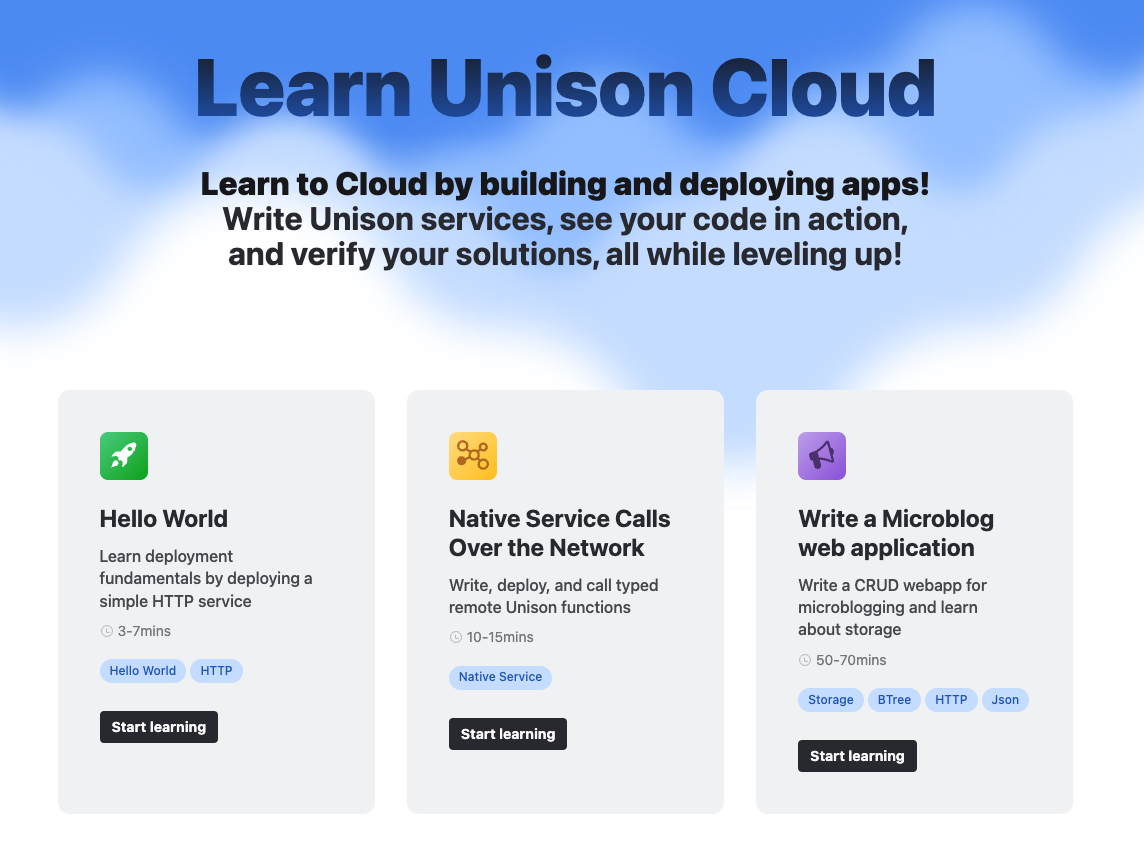 Learn Unison Cloud
Learn to Cloud by building and deploying apps!
Write Unison services, see your code in action,
and verify your solutions, all while leveling up!
Hello World
Learn deployment
fundamentals by deploying a
simple HTTP service
3-7mins
Hello World HTTP
Start learning
Native Service Calls
Over the Network
Write, deploy, and call typed
remote Unison functions
10-15mins
Native Service
Start learning
Write a Microblog
web application
Write a CRUD webapp for
microblogging and learn
about storage
50-70mins
Storage BTree HTTP Json
Start learning